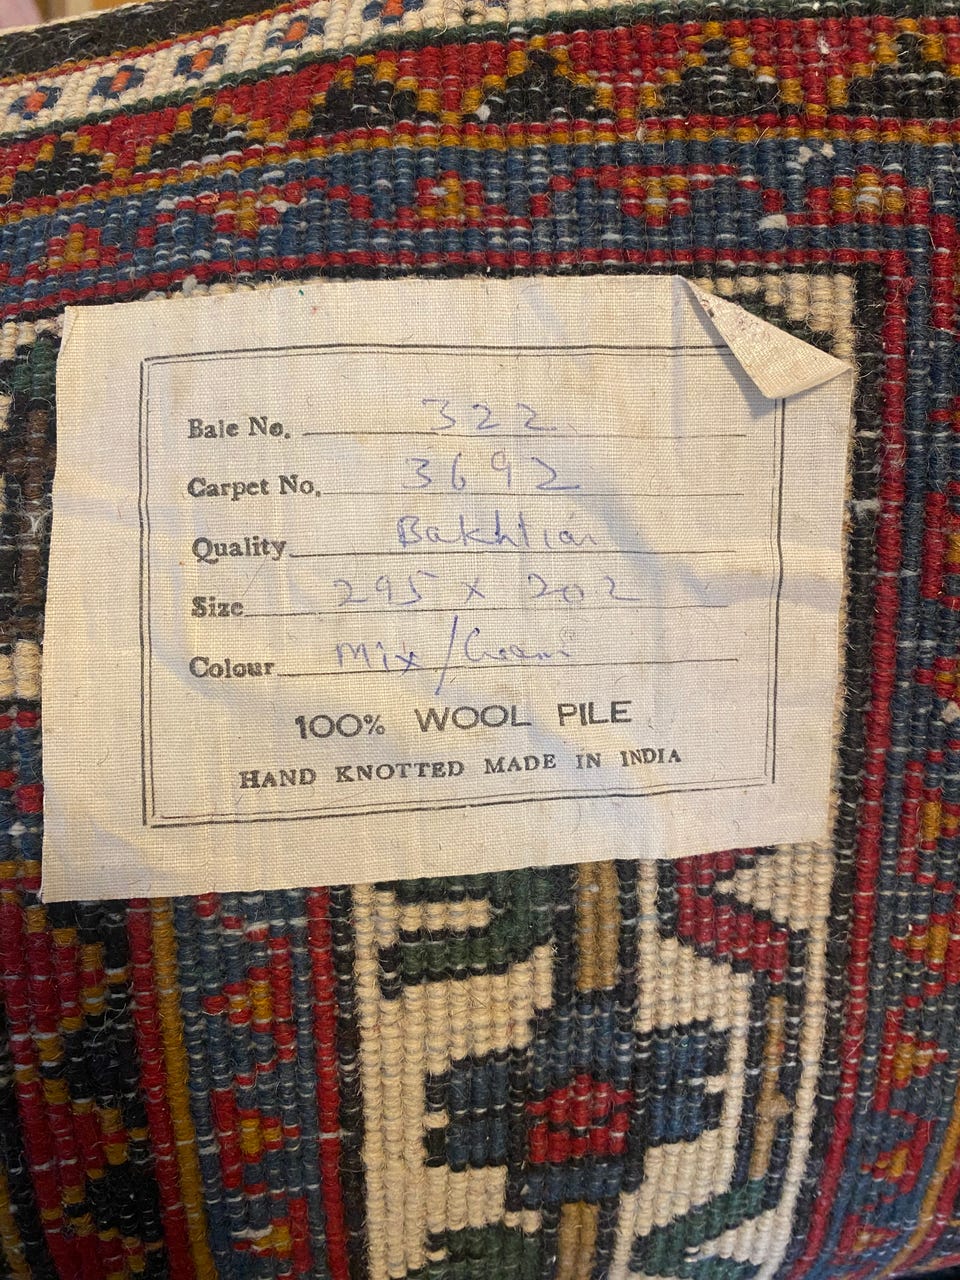 Bale No. 322
Carpet No. 3692
Quality Bakhtiar
Size 295 x 202
Colour Mix/Cream
100% WOOL PILE
HAND KNOTTED MADE IN INDIA